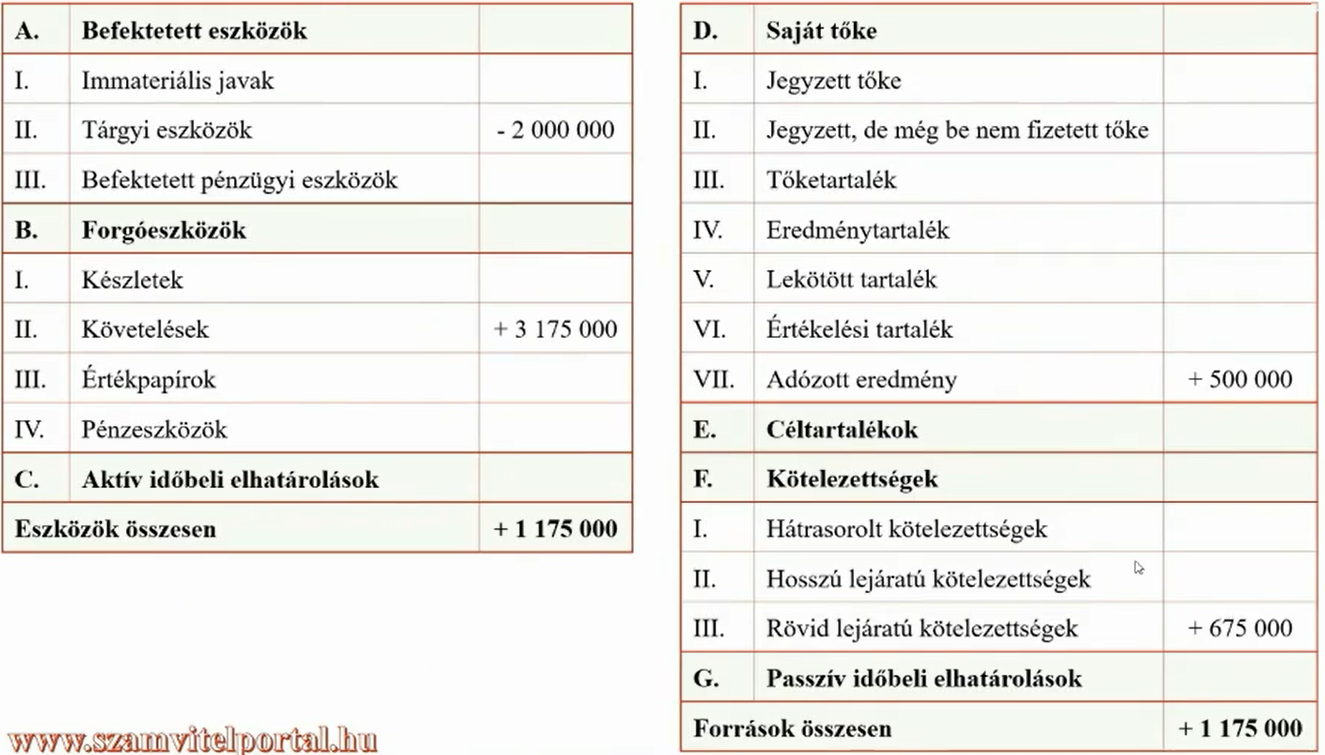 A. Befektetett eszközök
I. Immateriális javak
II. Tárgyi eszközök - 2 000 000
III. Befektetett pénzügyi eszközök
B. Forgóeszközök
I. Készletek
II. Követelések + 3 175 000
III. Értékpapírok
IV. Pénzeszközök
C. Aktív időbeli elhatárolások
Eszközök összesen + 1 175 000
D. Saját tőke
I. Jegyzett tőke
II. Jegyzett, de még be nem fizetett tőke
III. Tőketartalék
IV. Eredménytartalék
V. Lekötött tartalék
VI. Értékelési tartalék
VII. Adózott eredmény + 500 000
E. Céltartalékok
F. Kötelezettségek
I. Hátrasorolt kötelezettségek
II. Hosszú lejáratú kötelezettségek
III. Rövid lejáratú kötelezettségek + 675 000
G. Passzív időbeli elhatárolások
Források összesen + 1 175 000
www.szamvitelportal.hu